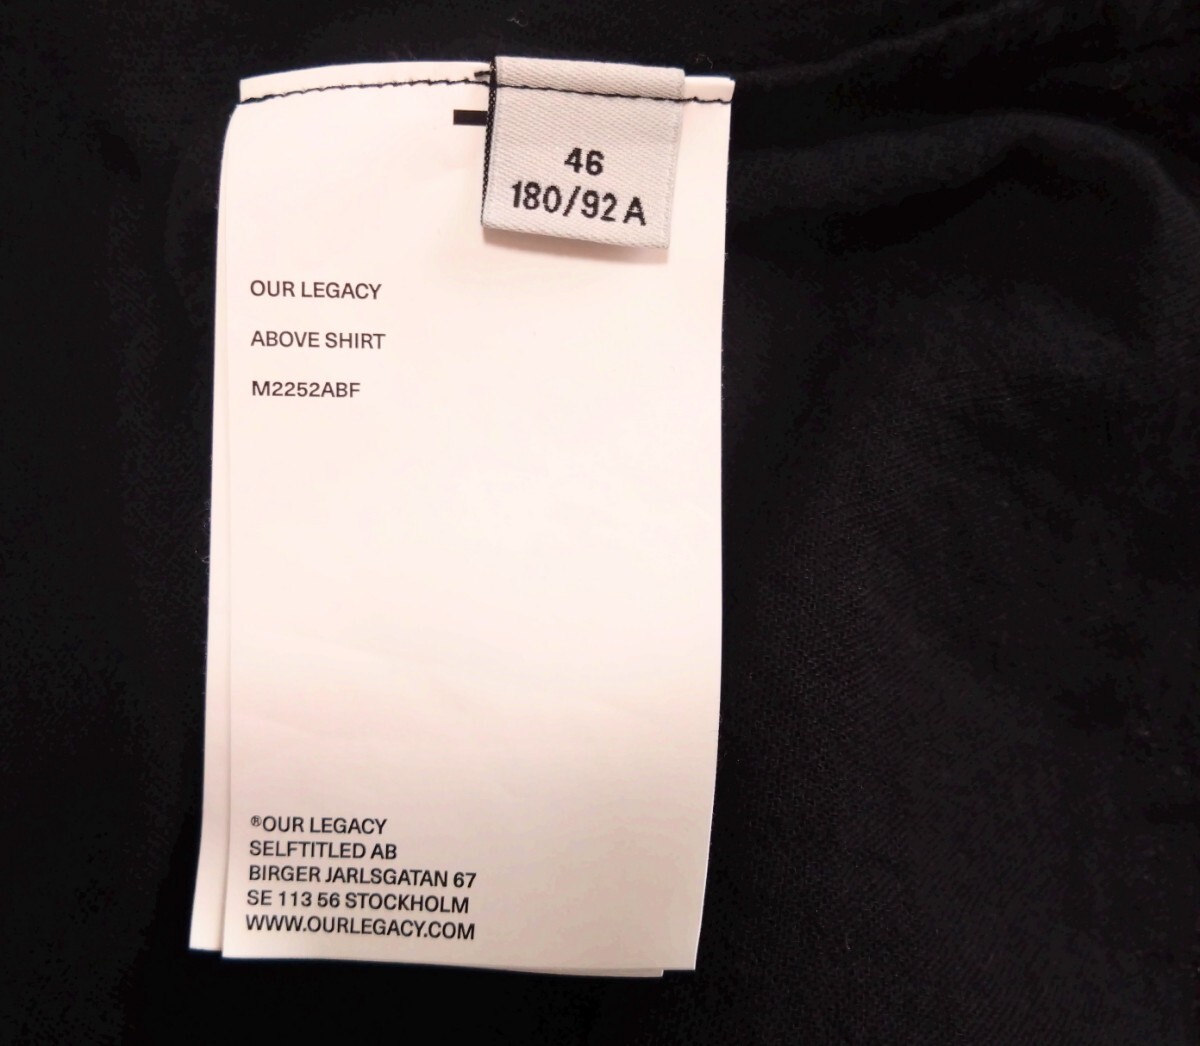 46
180/92 A
OUR LEGACY
ABOVE SHIRT
M2252ABF
®OUR LEGACY
SELFTITLED AB
BIRGER JARLSGATAN 67
SE 113 56 STOCKHOLM
WWW.OURLEGACY.COM